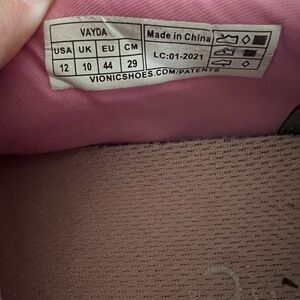 VAYDA
USA UK EU CM
12 10 44 29
Made in China
LC:01-2021
VIONICSHOES.COM/PATENTS